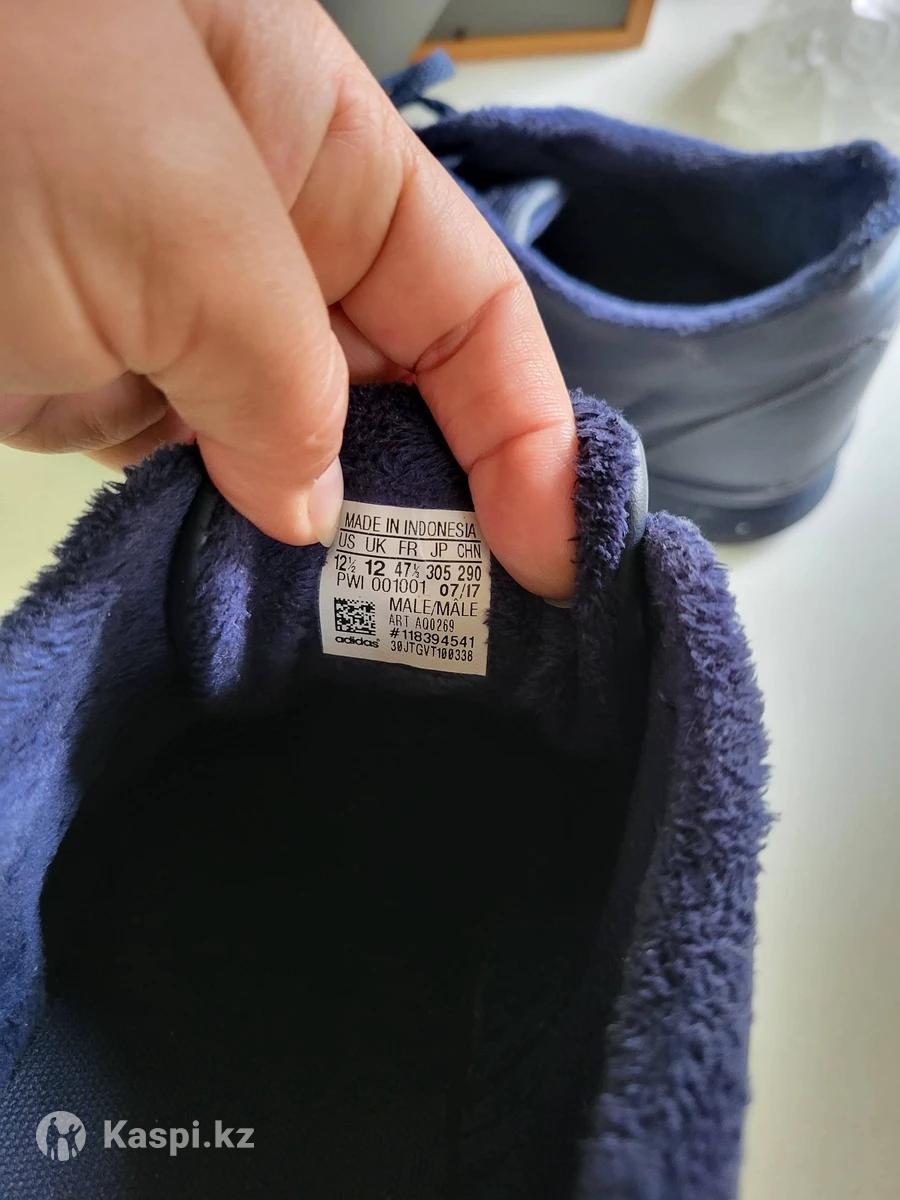 MADE IN INDONESIA
US UK FR JP CHN
12½ 12 47⅓ 305 290
PWI 001001 07/17
MALE/MÂLE
ART AQ0269
#118394541
adidas
30JTGVT100338
Kaspi.kz